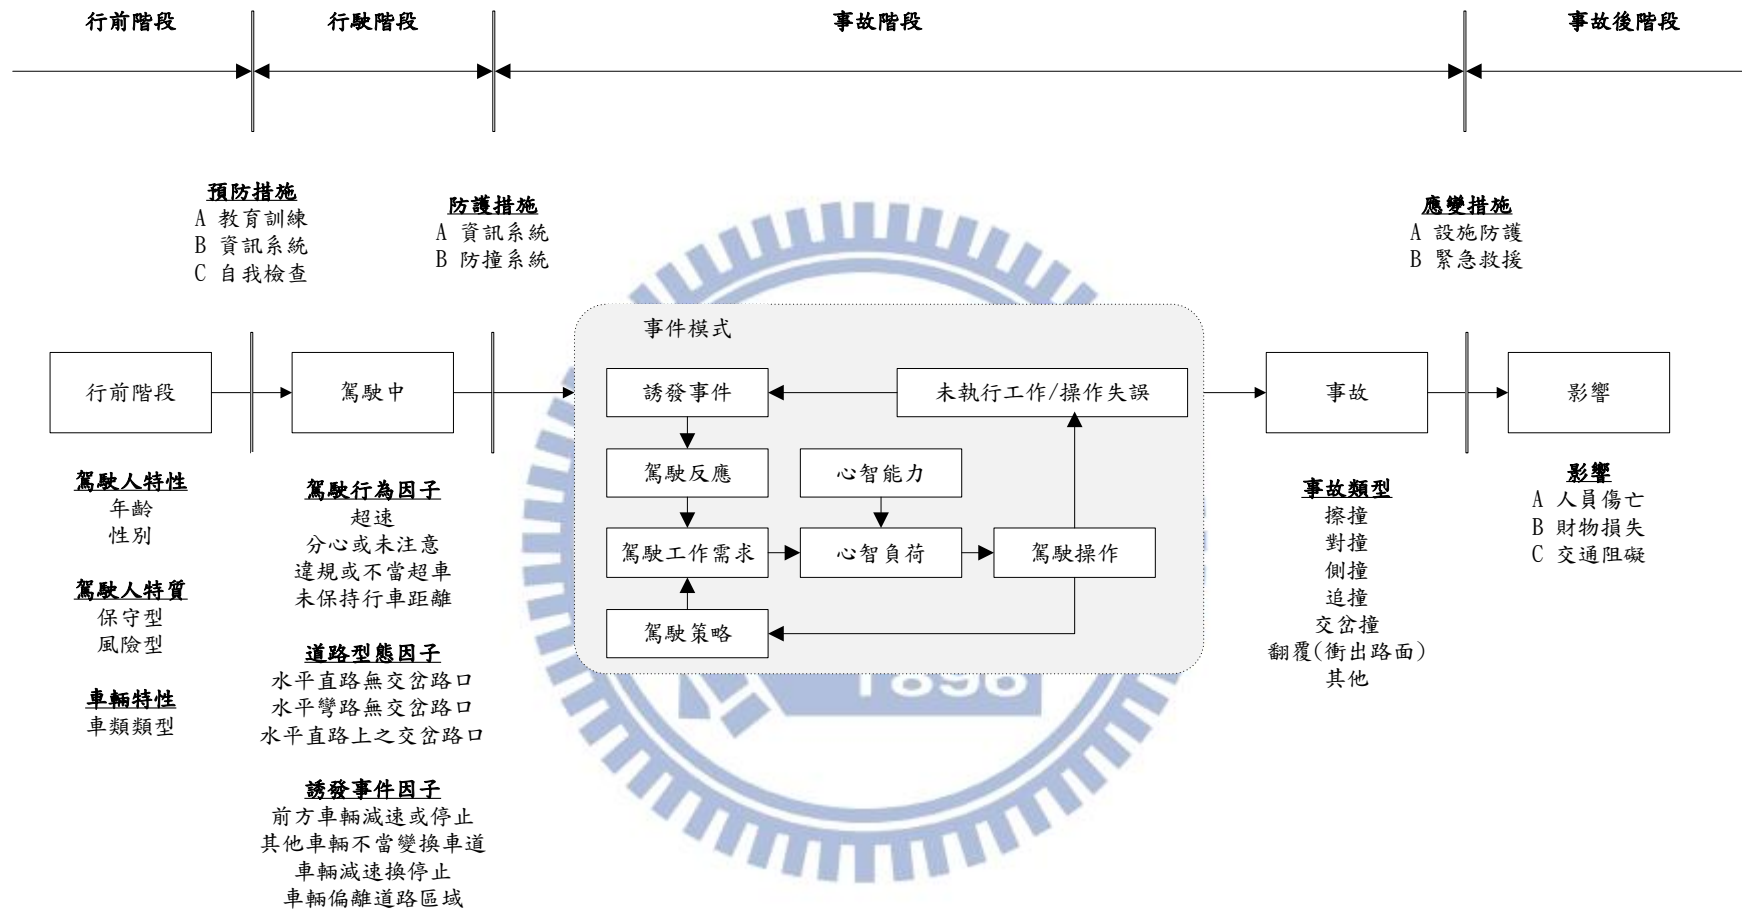 行前階段
行駛階段
事故階段
事故後階段
預防措施
A 教育訓練
B 資訊系統
C 自我檢查
防護措施
A 資訊系統
B 防撞系統
應變措施
A 設施防護
B 緊急救援
行前階段
駕駛中
事件模式
誘發事件
未執行工作/操作失誤
駕駛反應
心智能力
駕駛工作需求
心智負荷
駕駛操作
駕駛策略
事故
影響
駕駛人特性
年齡
性別
駕駛人特質
保守型
風險型
車輛特性
車類類型
駕駛行為因子
超速
分心或未注意
違規或不當超車
未保持行車距離
道路型態因子
水平直路無交岔路口
水平彎路無交岔路口
水平直路上之交岔路口
誘發事件因子
前方車輛減速或停止
其他車輛不當變換車道
車輛減速換停止
車輛偏離道路區域
事故類型
擦撞
對撞
側撞
追撞
交岔撞
翻覆(衝出路面)
其他
影響
A 人員傷亡
B 財物損失
C 交通阻礙
1896